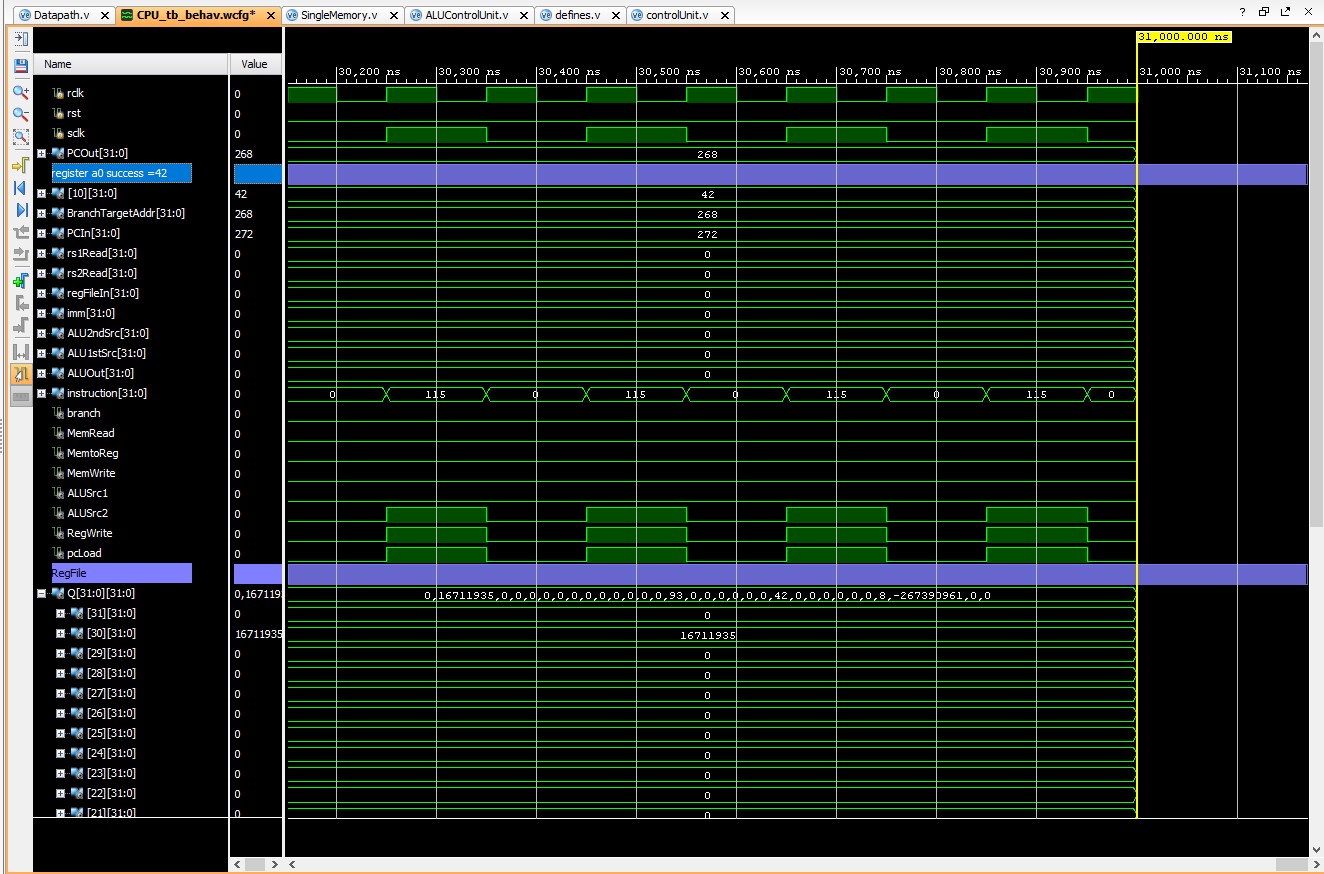 Datapath.v CPU_tb_behav.wcfg* SingleMemory.v ALUControlUnit.v defines.v controlUnit.v
31,000.000 ns
Name Value
30,200 ns 30,300 ns 30,400 ns 30,500 ns 30,600 ns 30,700 ns 30,800 ns 30,900 ns 31,000 ns 31,100 ns
rclk 0
rst 0
sclk 0
PCOut[31:0] 268 268
register a0 success =42
[10][31:0] 42 42
BranchTargetAddr[31:0] 268 268
PCIn[31:0] 272 272
rs1Read[31:0] 0 0
rs2Read[31:0] 0 0
regFileIn[31:0] 0 0
imm[31:0] 0 0
ALU2ndSrc[31:0] 0 0
ALU1stSrc[31:0] 0 0
ALUOut[31:0] 0 0
instruction[31:0] 0 0 115 0 115 0 115 0 115 0
branch 0
MemRead 0
MemtoReg 0
MemWrite 0
ALUSrc1 0
ALUSrc2 0
RegWrite 0
pcLoad 0
RegFile
Q[31:0][31:0] 0,1671193 0,16711935,0,0,0,0,0,0,0,0,0,0,0,93,0,0,0,0,0,0,42,0,0,0,0,0,0,8,-267390961,0,0
[31][31:0] 0 0
[30][31:0] 16711935 16711935
[29][31:0] 0 0
[28][31:0] 0 0
[27][31:0] 0 0
[26][31:0] 0 0
[25][31:0] 0 0
[24][31:0] 0 0
[23][31:0] 0 0
[22][31:0] 0 0
[21][31:0] 0 0